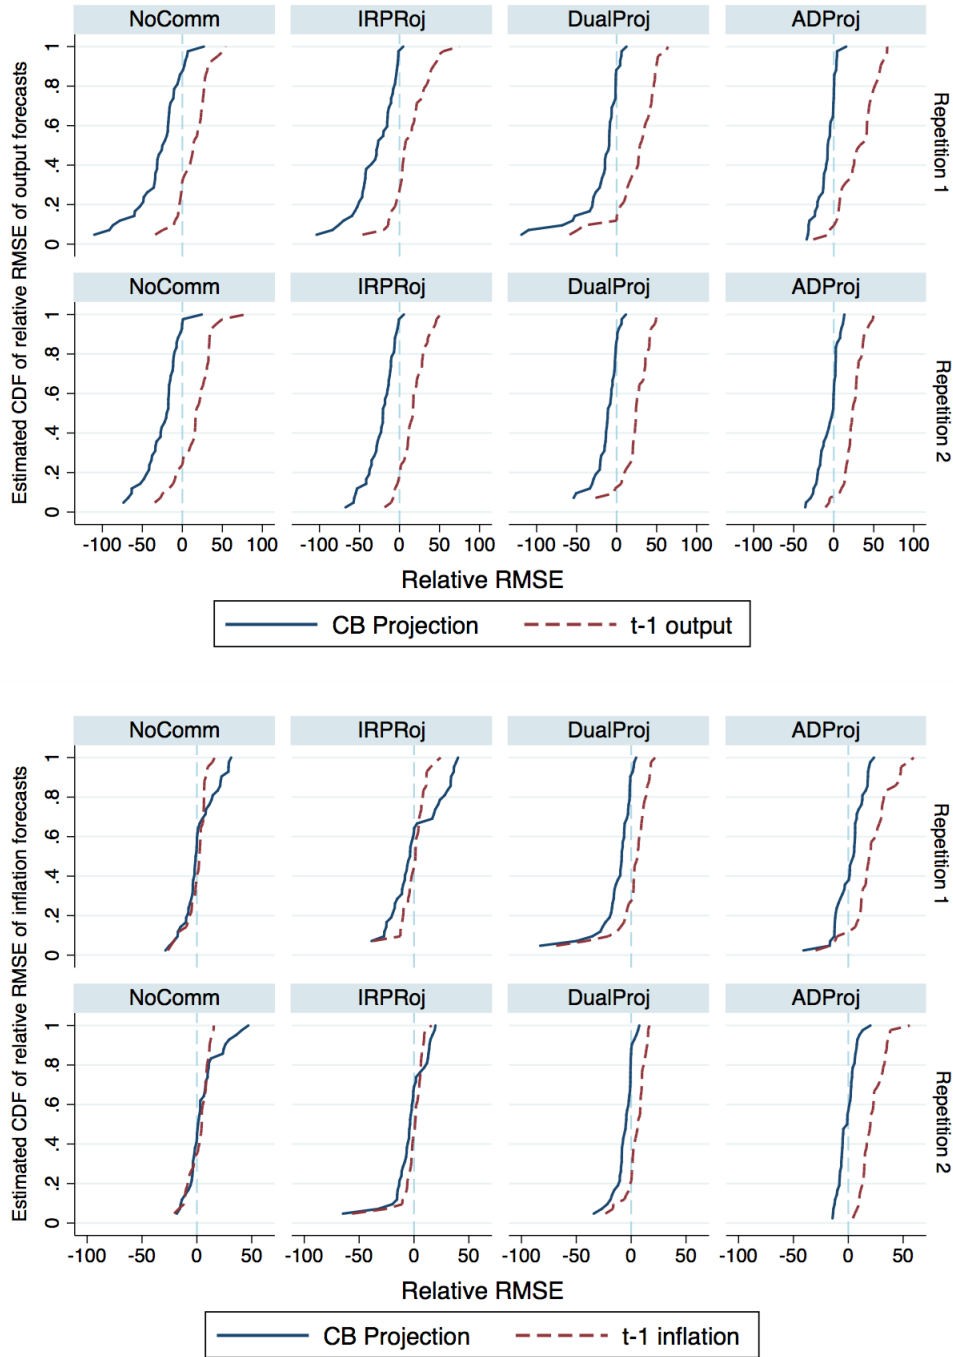 NoComm IRPRoj DualProj ADProj
Estimated CDF of relative RMSE of output forecasts
1
.8
.6
.4
.2
0
Repetition 1
NoComm IRPRoj DualProj ADProj
1
.8
.6
.4
.2
0
Repetition 2
-100 -50 0 50 100 -100 -50 0 50 100 -100 -50 0 50 100 -100 -50 0 50 100
Relative RMSE
CB Projection t-1 output
NoComm IRPRoj DualProj ADProj
Estimated CDF of relative RMSE of inflation forecasts
1
.8
.6
.4
.2
0
Repetition 1
NoComm IRPRoj DualProj ADProj
1
.8
.6
.4
.2
0
Repetition 2
-100 -50 0 50 -100 -50 0 50 -100 -50 0 50 -100 -50 0 50
Relative RMSE
CB Projection t-1 inflation